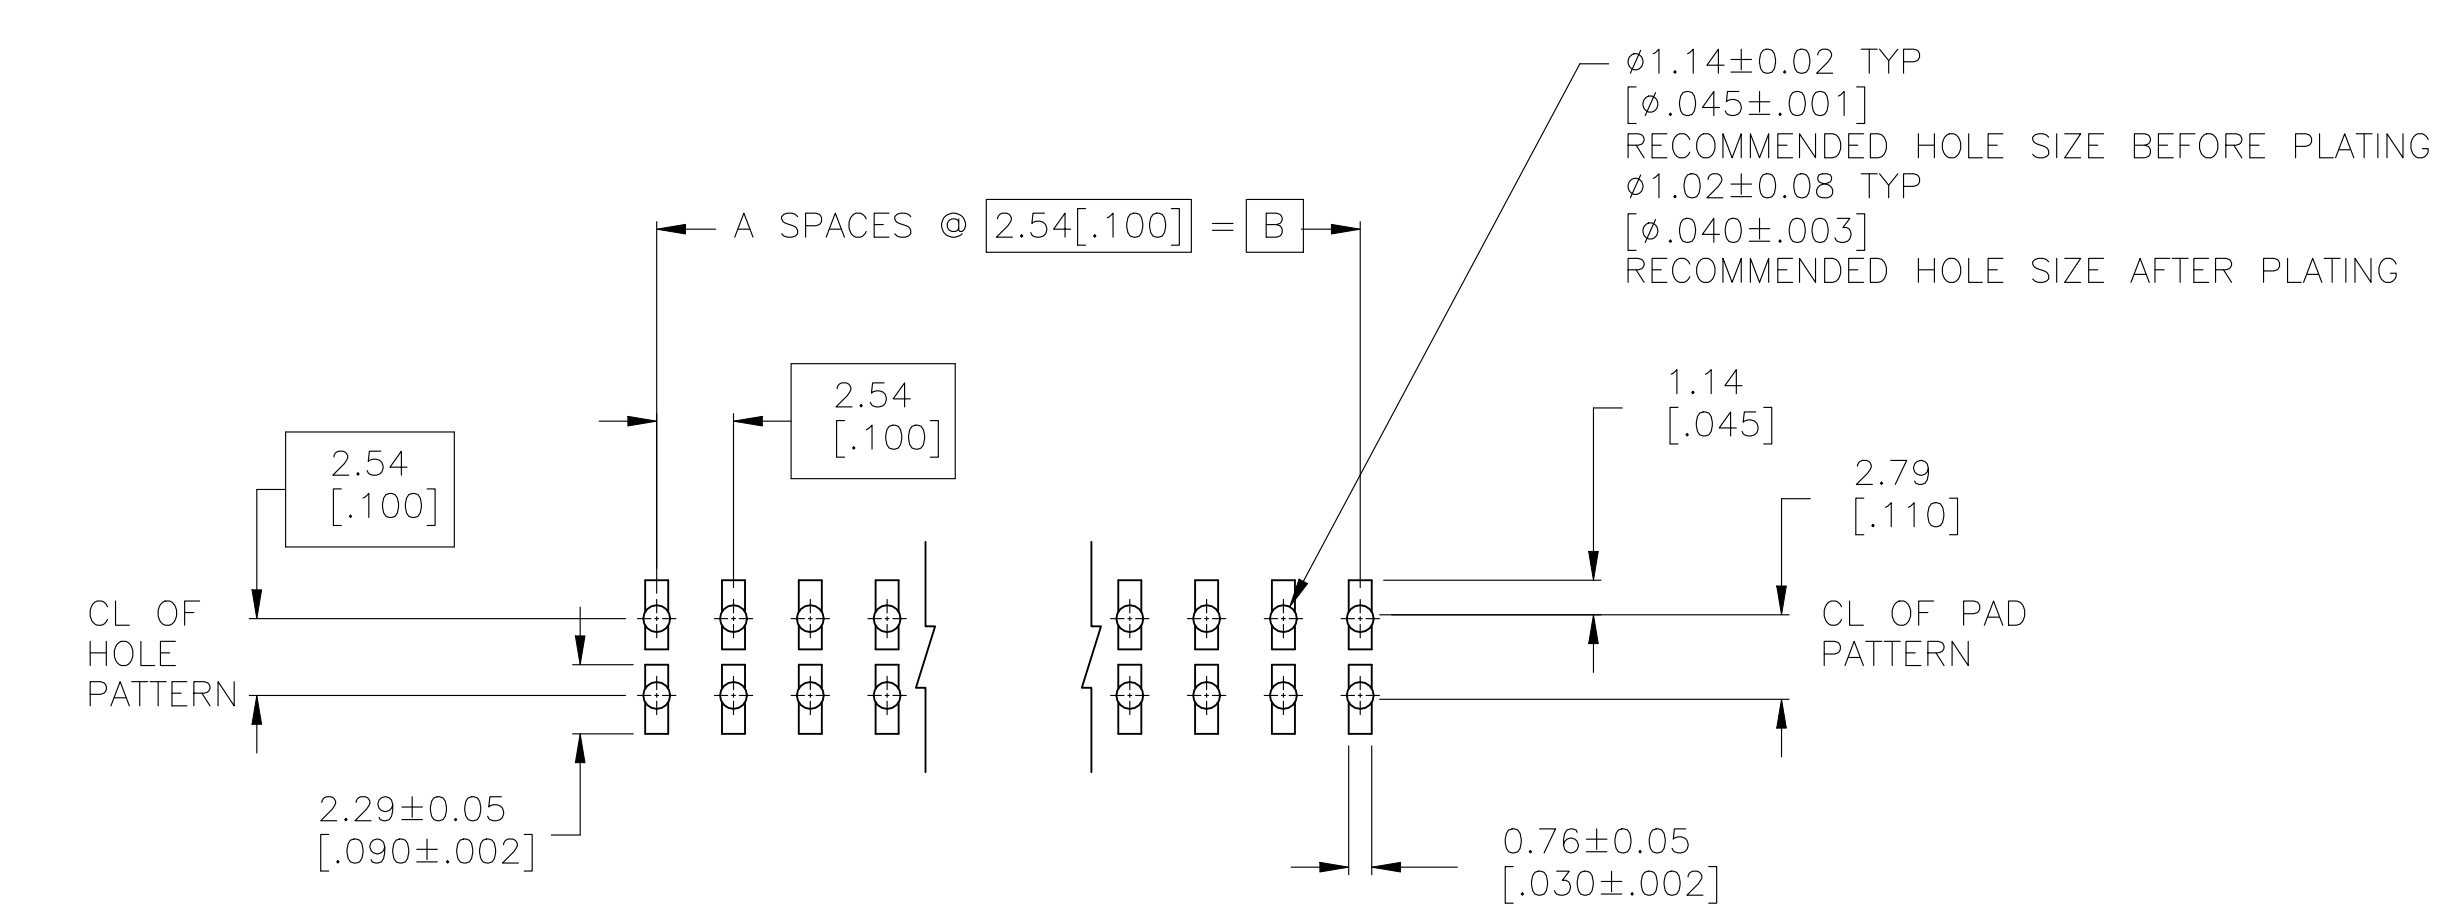 ø1.14±0.02 TYP
[ø.045±.001]
RECOMMENDED HOLE SIZE BEFORE PLATING
ø1.02±0.08 TYP
[ø.040±.003]
RECOMMENDED HOLE SIZE AFTER PLATING
A SPACES @ 2.54[.100] = B
2.54
[.100]
1.14
[.045]
2.54
[.100]
2.79
[.110]
CL OF
HOLE
PATTERN
CL OF PAD
PATTERN
2.29±0.05
[.090±.002]
0.76±0.05
[.030±.002]